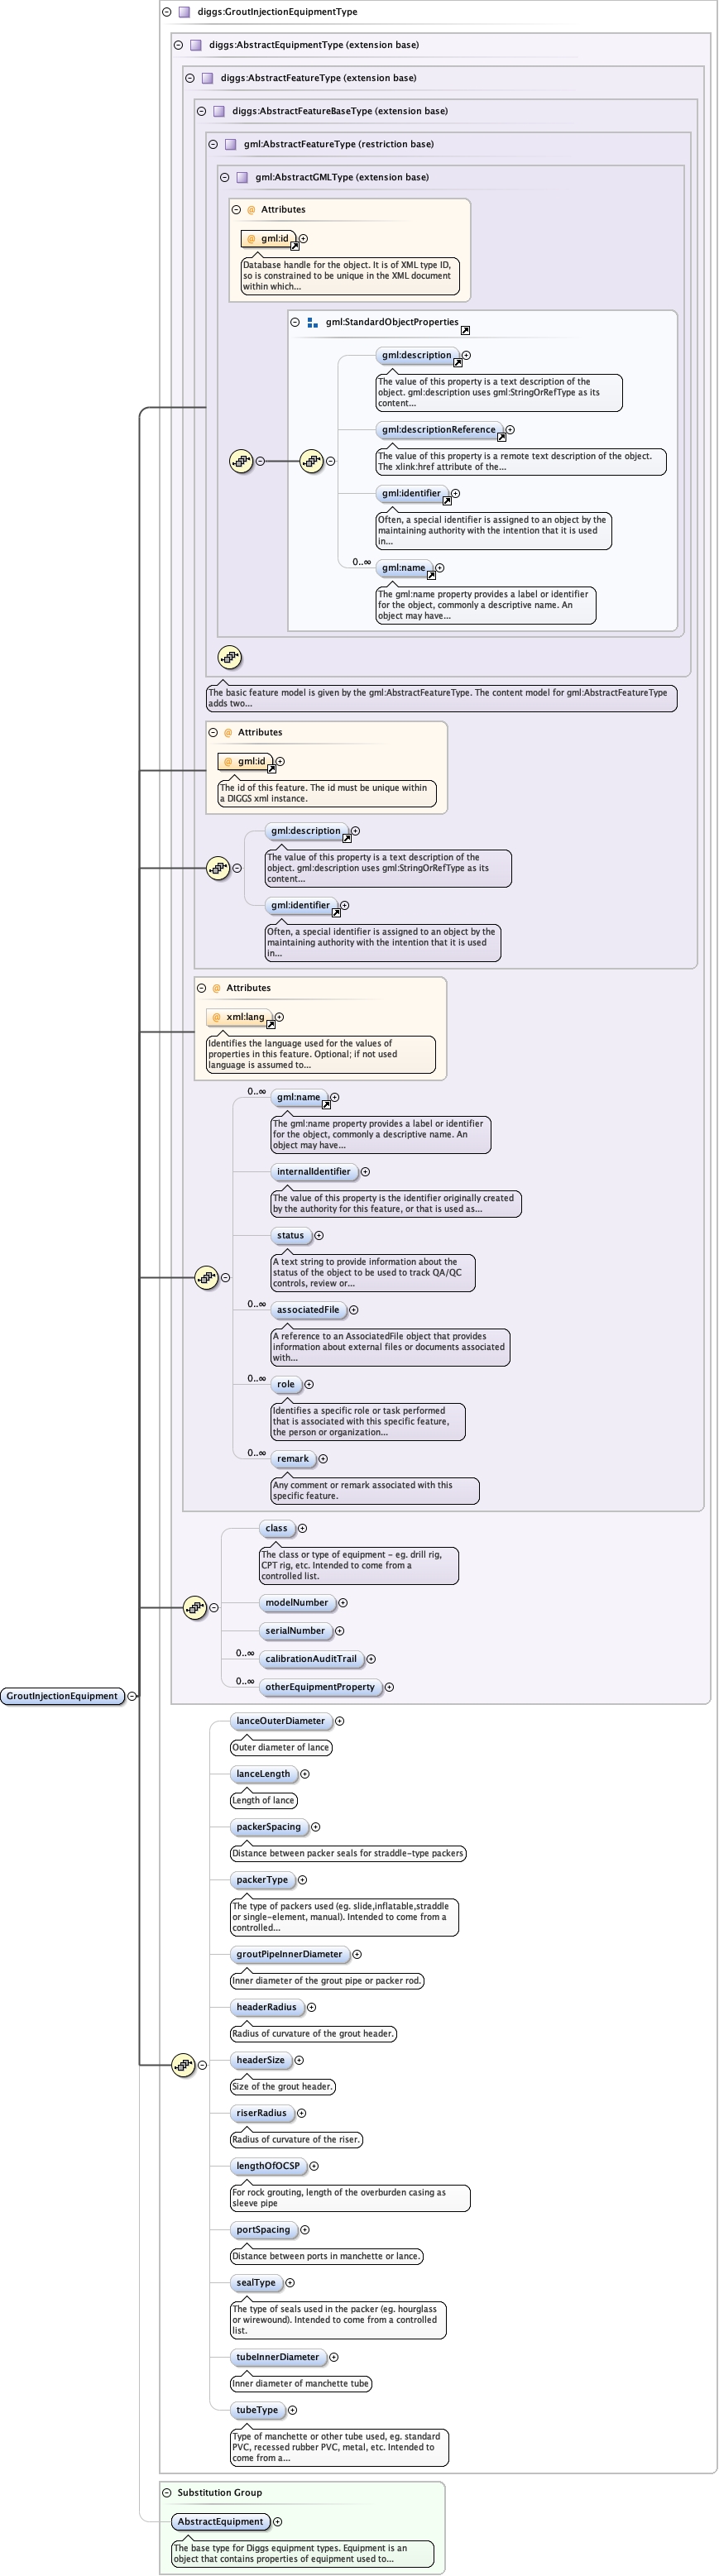 diggs:GroutInjectionEquipmentType
diggs:AbstractEquipmentType (extension base)
diggs:AbstractFeatureType (extension base)
diggs:AbstractFeatureBaseType (extension base)
gml:AbstractFeatureType (restriction base)
gml:AbstractGMLType (extension base)
@ Attributes
@ gml:id
Database handle for the object. It is of XML type ID,
so is constrained to be unique in the XML document
within which...
gml:StandardObjectProperties
gml:description
The value of this property is a text description of the
object. gml:description uses gml:StringOrRefType as its
content...
gml:descriptionReference
The value of this property is a remote text description of the object.
The xlink:href attribute of the...
gml:identifier
Often, a special identifier is assigned to an object by the
maintaining authority with the intention that it is used
in...
0..∞ gml:name
The gml:name property provides a label or identifier
for the object, commonly a descriptive name. An
object may have...
The basic feature model is given by the gml:AbstractFeatureType. The content model for gml:AbstractFeatureType
adds two...
@ Attributes
@ gml:id
The id of this feature. The id must be unique within
a DIGGS xml instance.
gml:description
The value of this property is a text description of the
object. gml:description uses gml:StringOrRefType as its
content...
gml:identifier
Often, a special identifier is assigned to an object by the
maintaining authority with the intention that it is used
in...
@ Attributes
@ xml:lang
Identifies the language used for the values of
properties in this feature. Optional; if not used
language is assumed to...
0..∞ gml:name
The gml:name property provides a label or identifier
for the object, commonly a descriptive name. An
object may have...
internalIdentifier
The value of this property is the identifier originally created
by the authority for this feature, or that is used as...
status
A text string to provide information about the
status of the object to be used to track QA/QC
controls, review or...
0..∞ associatedFile
A reference to an AssociatedFile object that provides
information about external files or documents associated
with...
0..∞ role
Identifies a specific role or task performed
that is associated with this specific feature,
the person or organization...
0..∞ remark
Any comment or remark associated with this
specific feature.
class
The class or type of equipment - eg. drill rig,
CPT rig, etc. Intended to come from a
controlled list.
modelNumber
serialNumber
0..∞ calibrationAuditTrail
0..∞ otherEquipmentProperty
GroutInjectionEquipment
lanceOuterDiameter
Outer diameter of lance
lanceLength
Length of lance
packerSpacing
Distance between packer seals for straddle-type packers
packerType
The type of packers used (eg. slide,inflatable,straddle
or single-element, manual). Intended to come from a
controlled...
groutPipeInnerDiameter
Inner diameter of the grout pipe or packer rod.
headerRadius
Radius of curvature of the grout header.
headerSize
Size of the grout header.
riserRadius
Radius of curvature of the riser.
lengthOfOCSP
For rock grouting, length of the overburden casing as
sleeve pipe
portSpacing
Distance between ports in manchette or lance.
sealType
The type of seals used in the packer (eg. hourglass
or wirewound). Intended to come from a controlled
list.
tubeInnerDiameter
Inner diameter of manchette tube
tubeType
Type of manchette or other tube used, eg. standard
PVC, recessed rubber PVC, metal, etc. Intended to
come from a...
Substitution Group
AbstractEquipment
The base type for Diggs equipment types. Equipment is an
object that contains properties of equipment used to...